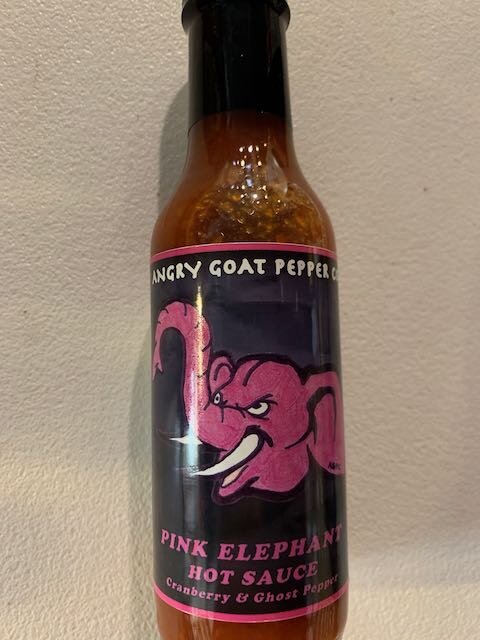 ANGRY GOAT PEPPER
PINK ELEPHANT
HOT SAUCE
Cranberry & Ghost Pepper